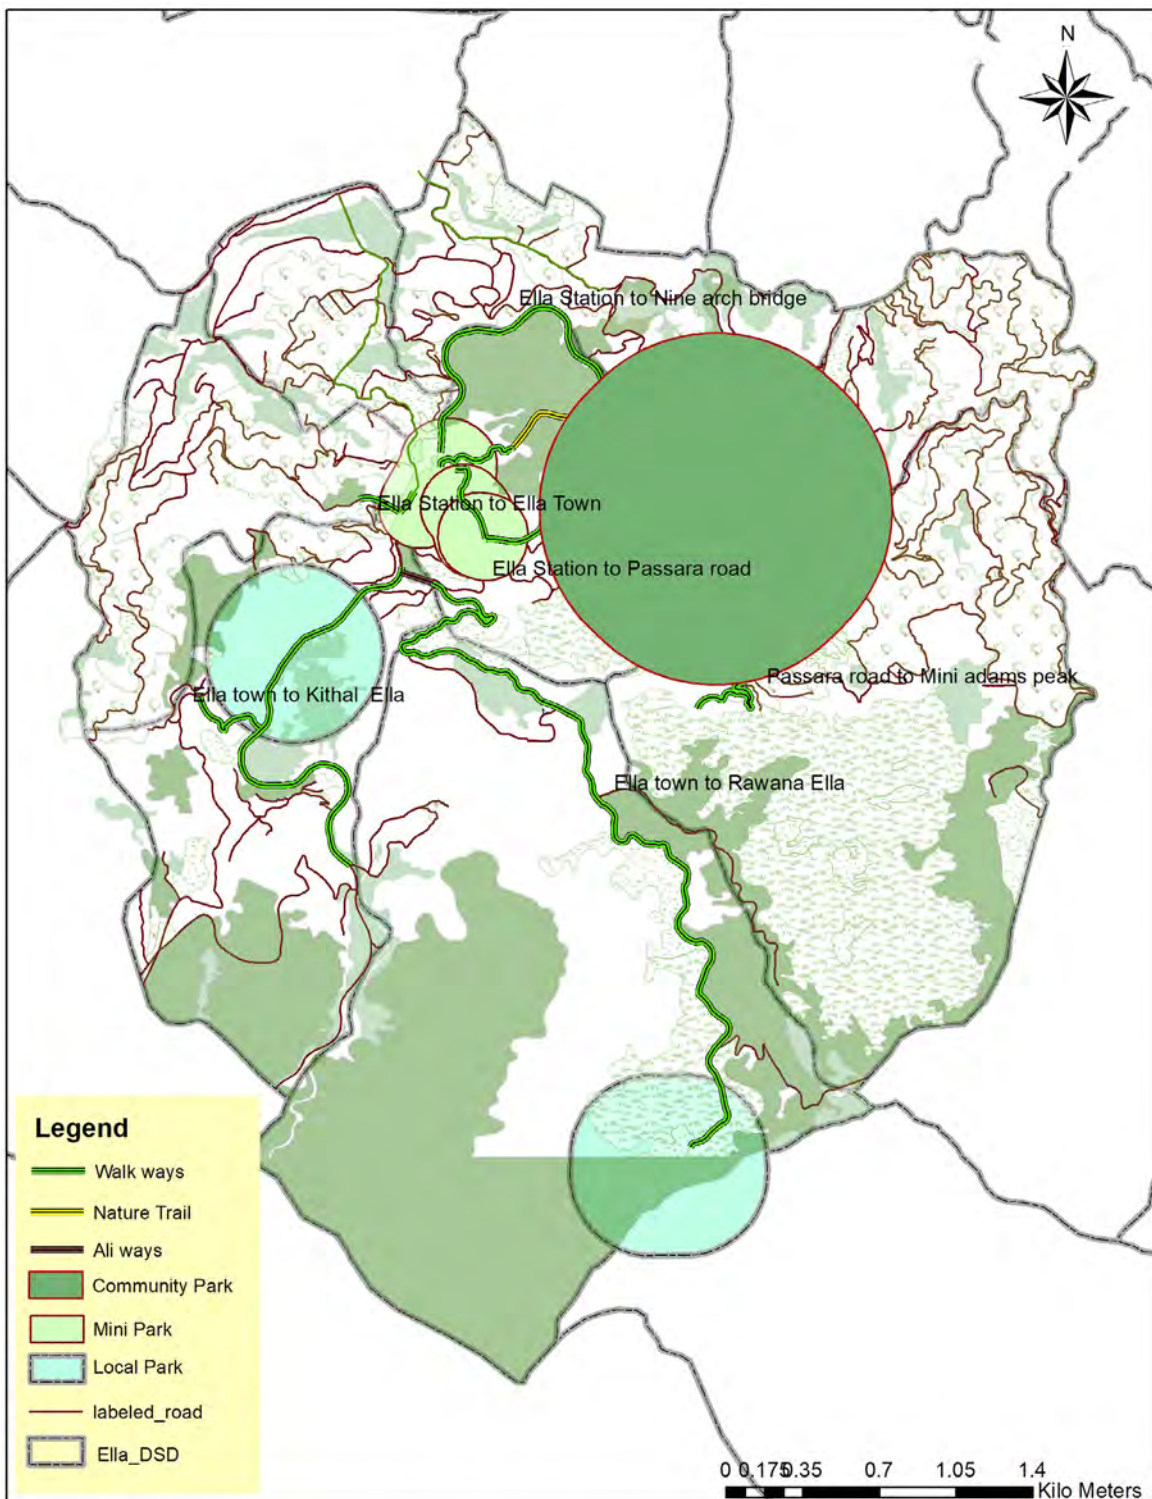 N
Ella Station to Nine arch bridge
Ella Station to Ella Town
Ella Station to Passara road
Passara road to Mini adams peak
Ella town to Kithal Ella
Ella town to Rawana Ella
Legend
Walk ways
Nature Trail
Ali ways
Community Park
Mini Park
Local Park
labeled_road
Ella_DSD
0 0.175 0.35 0.7 1.05 1.4
Kilo Meters